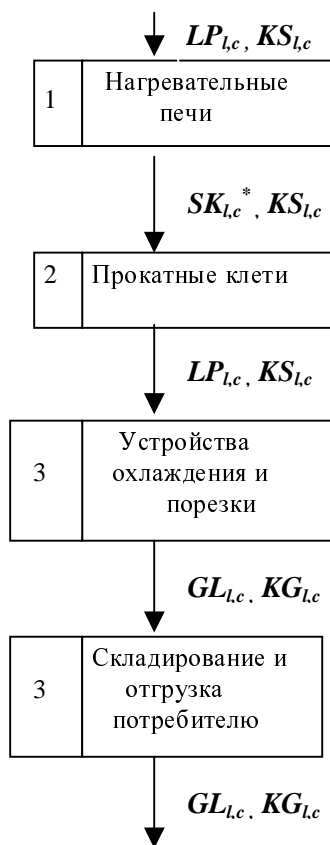 LP_{l,c}, KS_{l,c}
1 Нагревательные
печи
SK_{l,c}^{*}, KS_{l,c}
2 Прокатные клети
LP_{l,c}, KS_{l,c}
Устройства
3 охлаждения и
порезки
GL_{l,c}, KG_{l,c}
Складирование и
3 отгрузка
потребителю
GL_{l,c}, KG_{l,c}